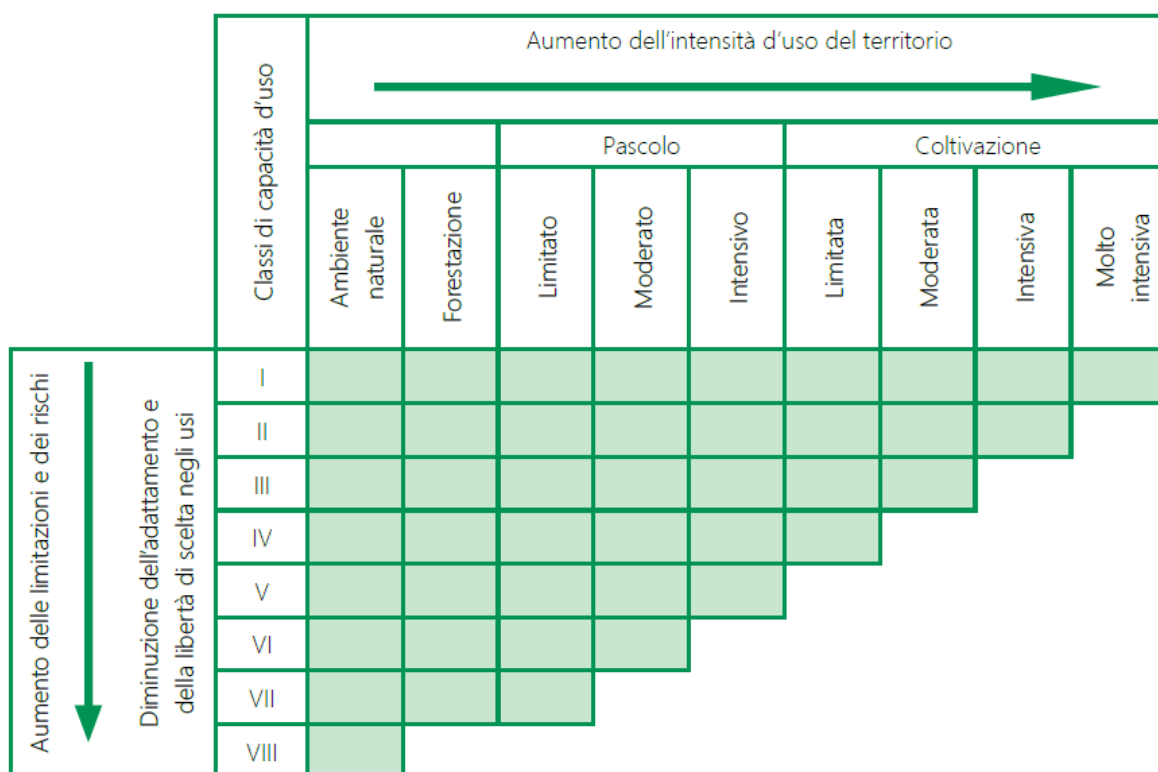 Aumento dell'intensità d'uso del territorio
Classi di capacità d'uso
Pascolo
Coltivazione
Ambiente
naturale
Forestazione
Limitato
Moderato
Intensivo
Limitata
Moderata
Intensiva
Molto
intensiva
Aumento delle limitazioni e dei rischi
Diminuzione dell'adattamento e
della libertà di scelta negli usi
I
II
III
IV
V
VI
VII
VIII